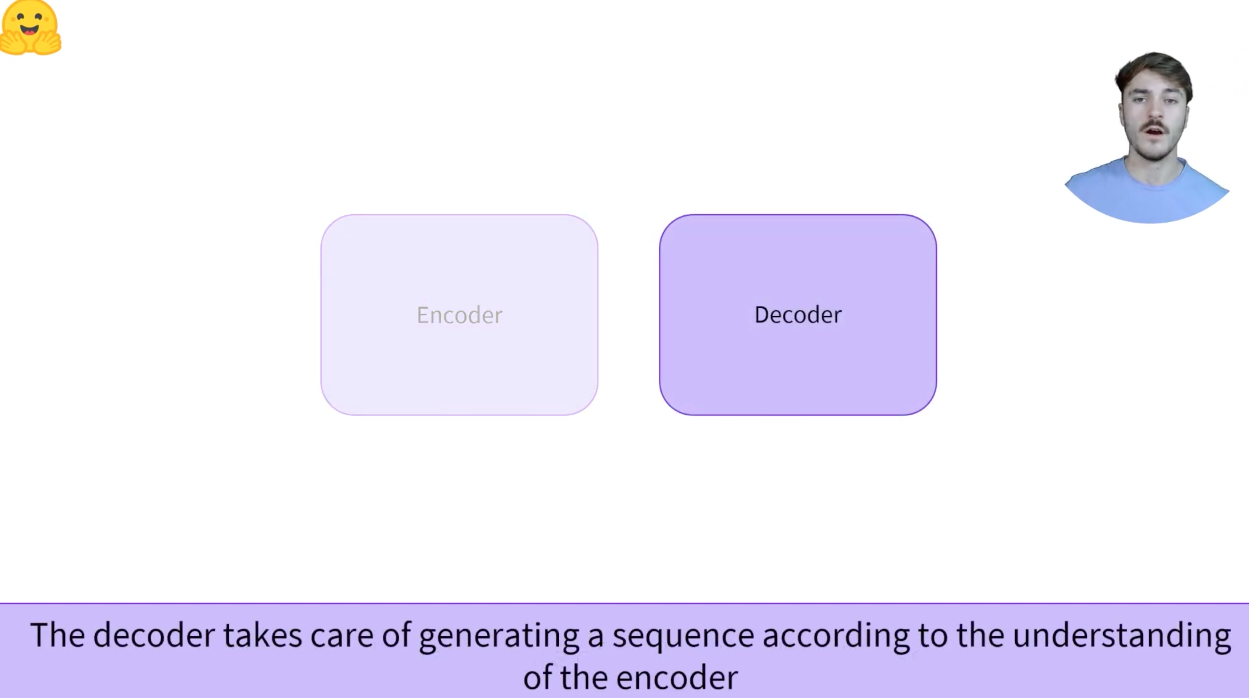 Encoder
Decoder
The decoder takes care of generating a sequence according to the understanding
of the encoder